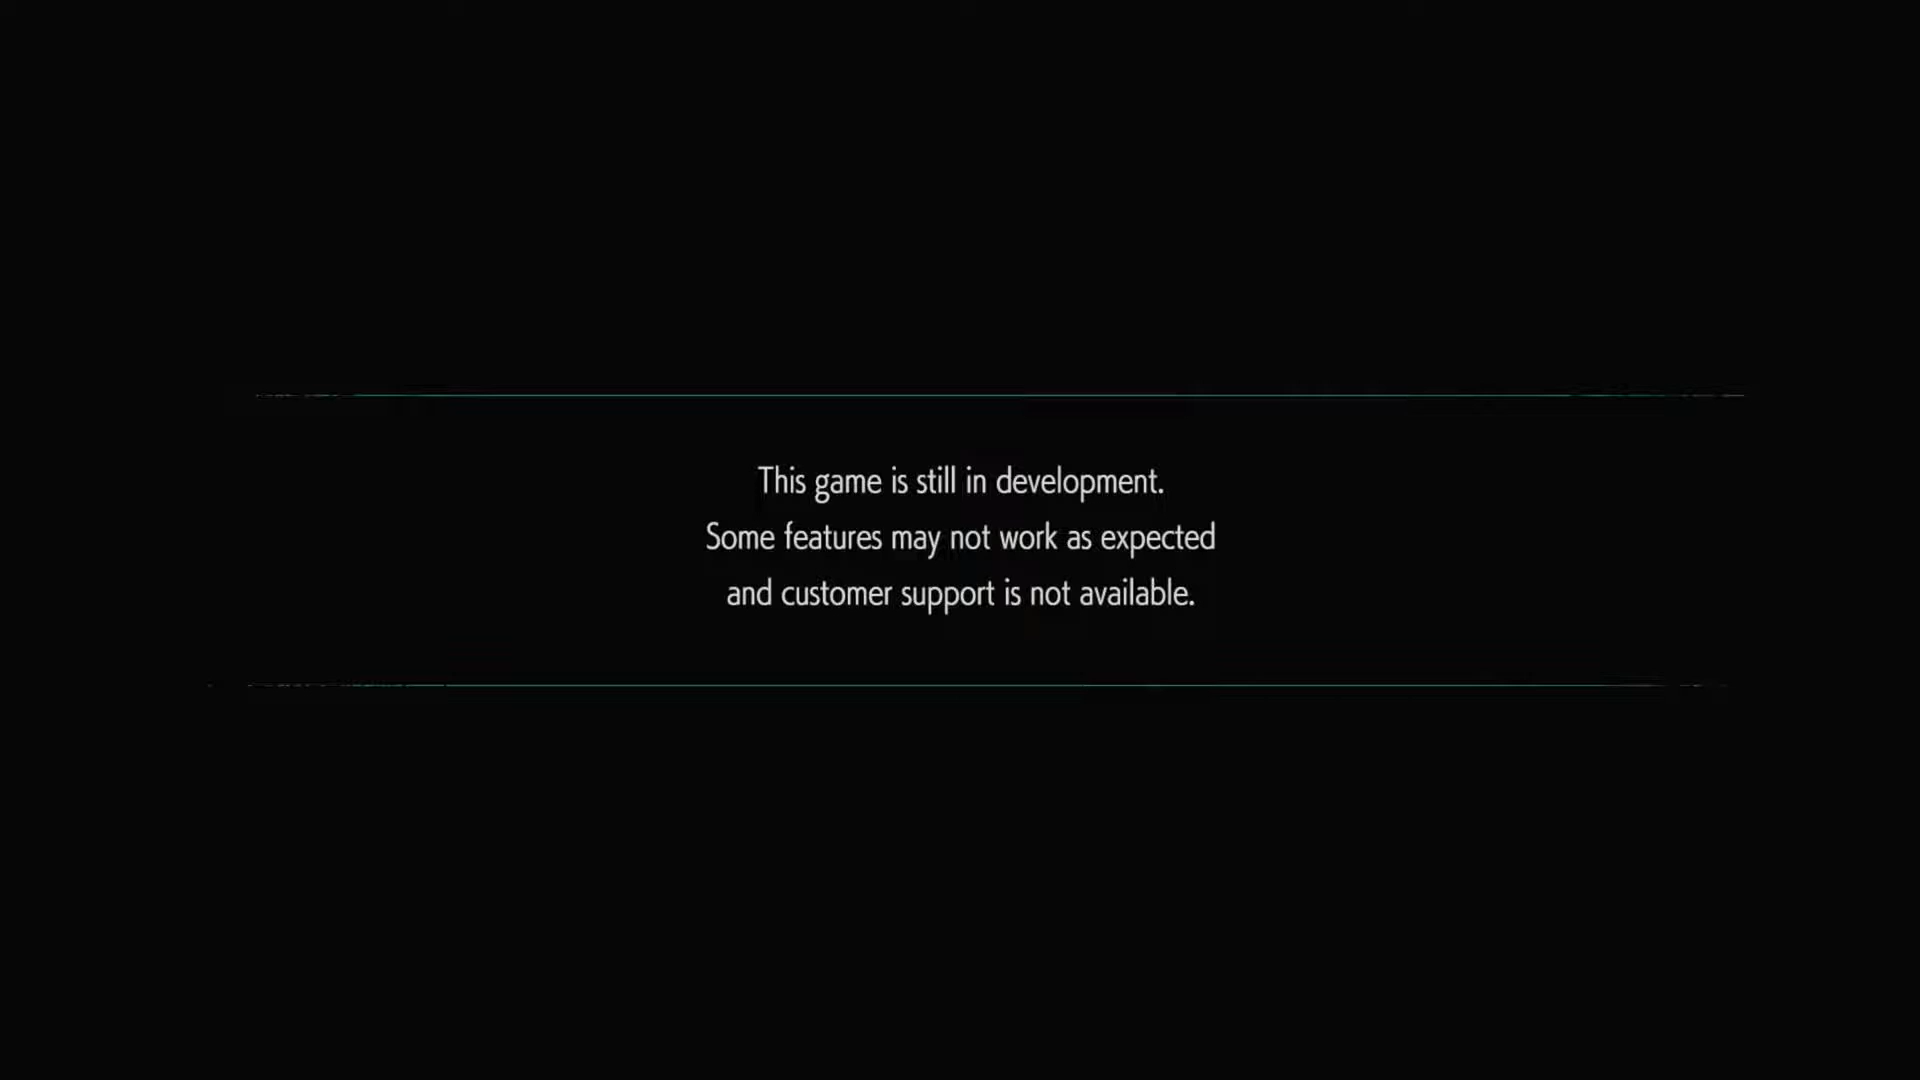 This game is still in development.
Some features may not work as expected
and customer support is not available.